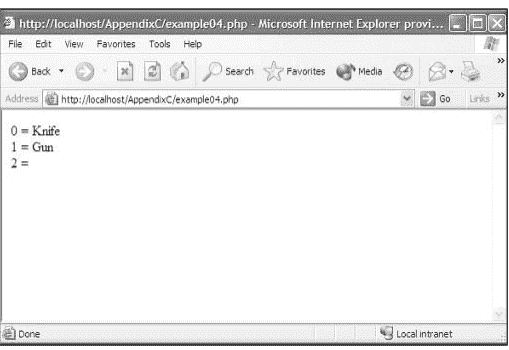 http://localhost/AppendixC/example04.php - Microsoft Internet Explorer provi...
File Edit View Favorites Tools Help
Back Search Favorites Media »
Address http://localhost/AppendixC/example04.php Go Links »
0 = Knife
1 = Gun
2 =
Done Local intranet